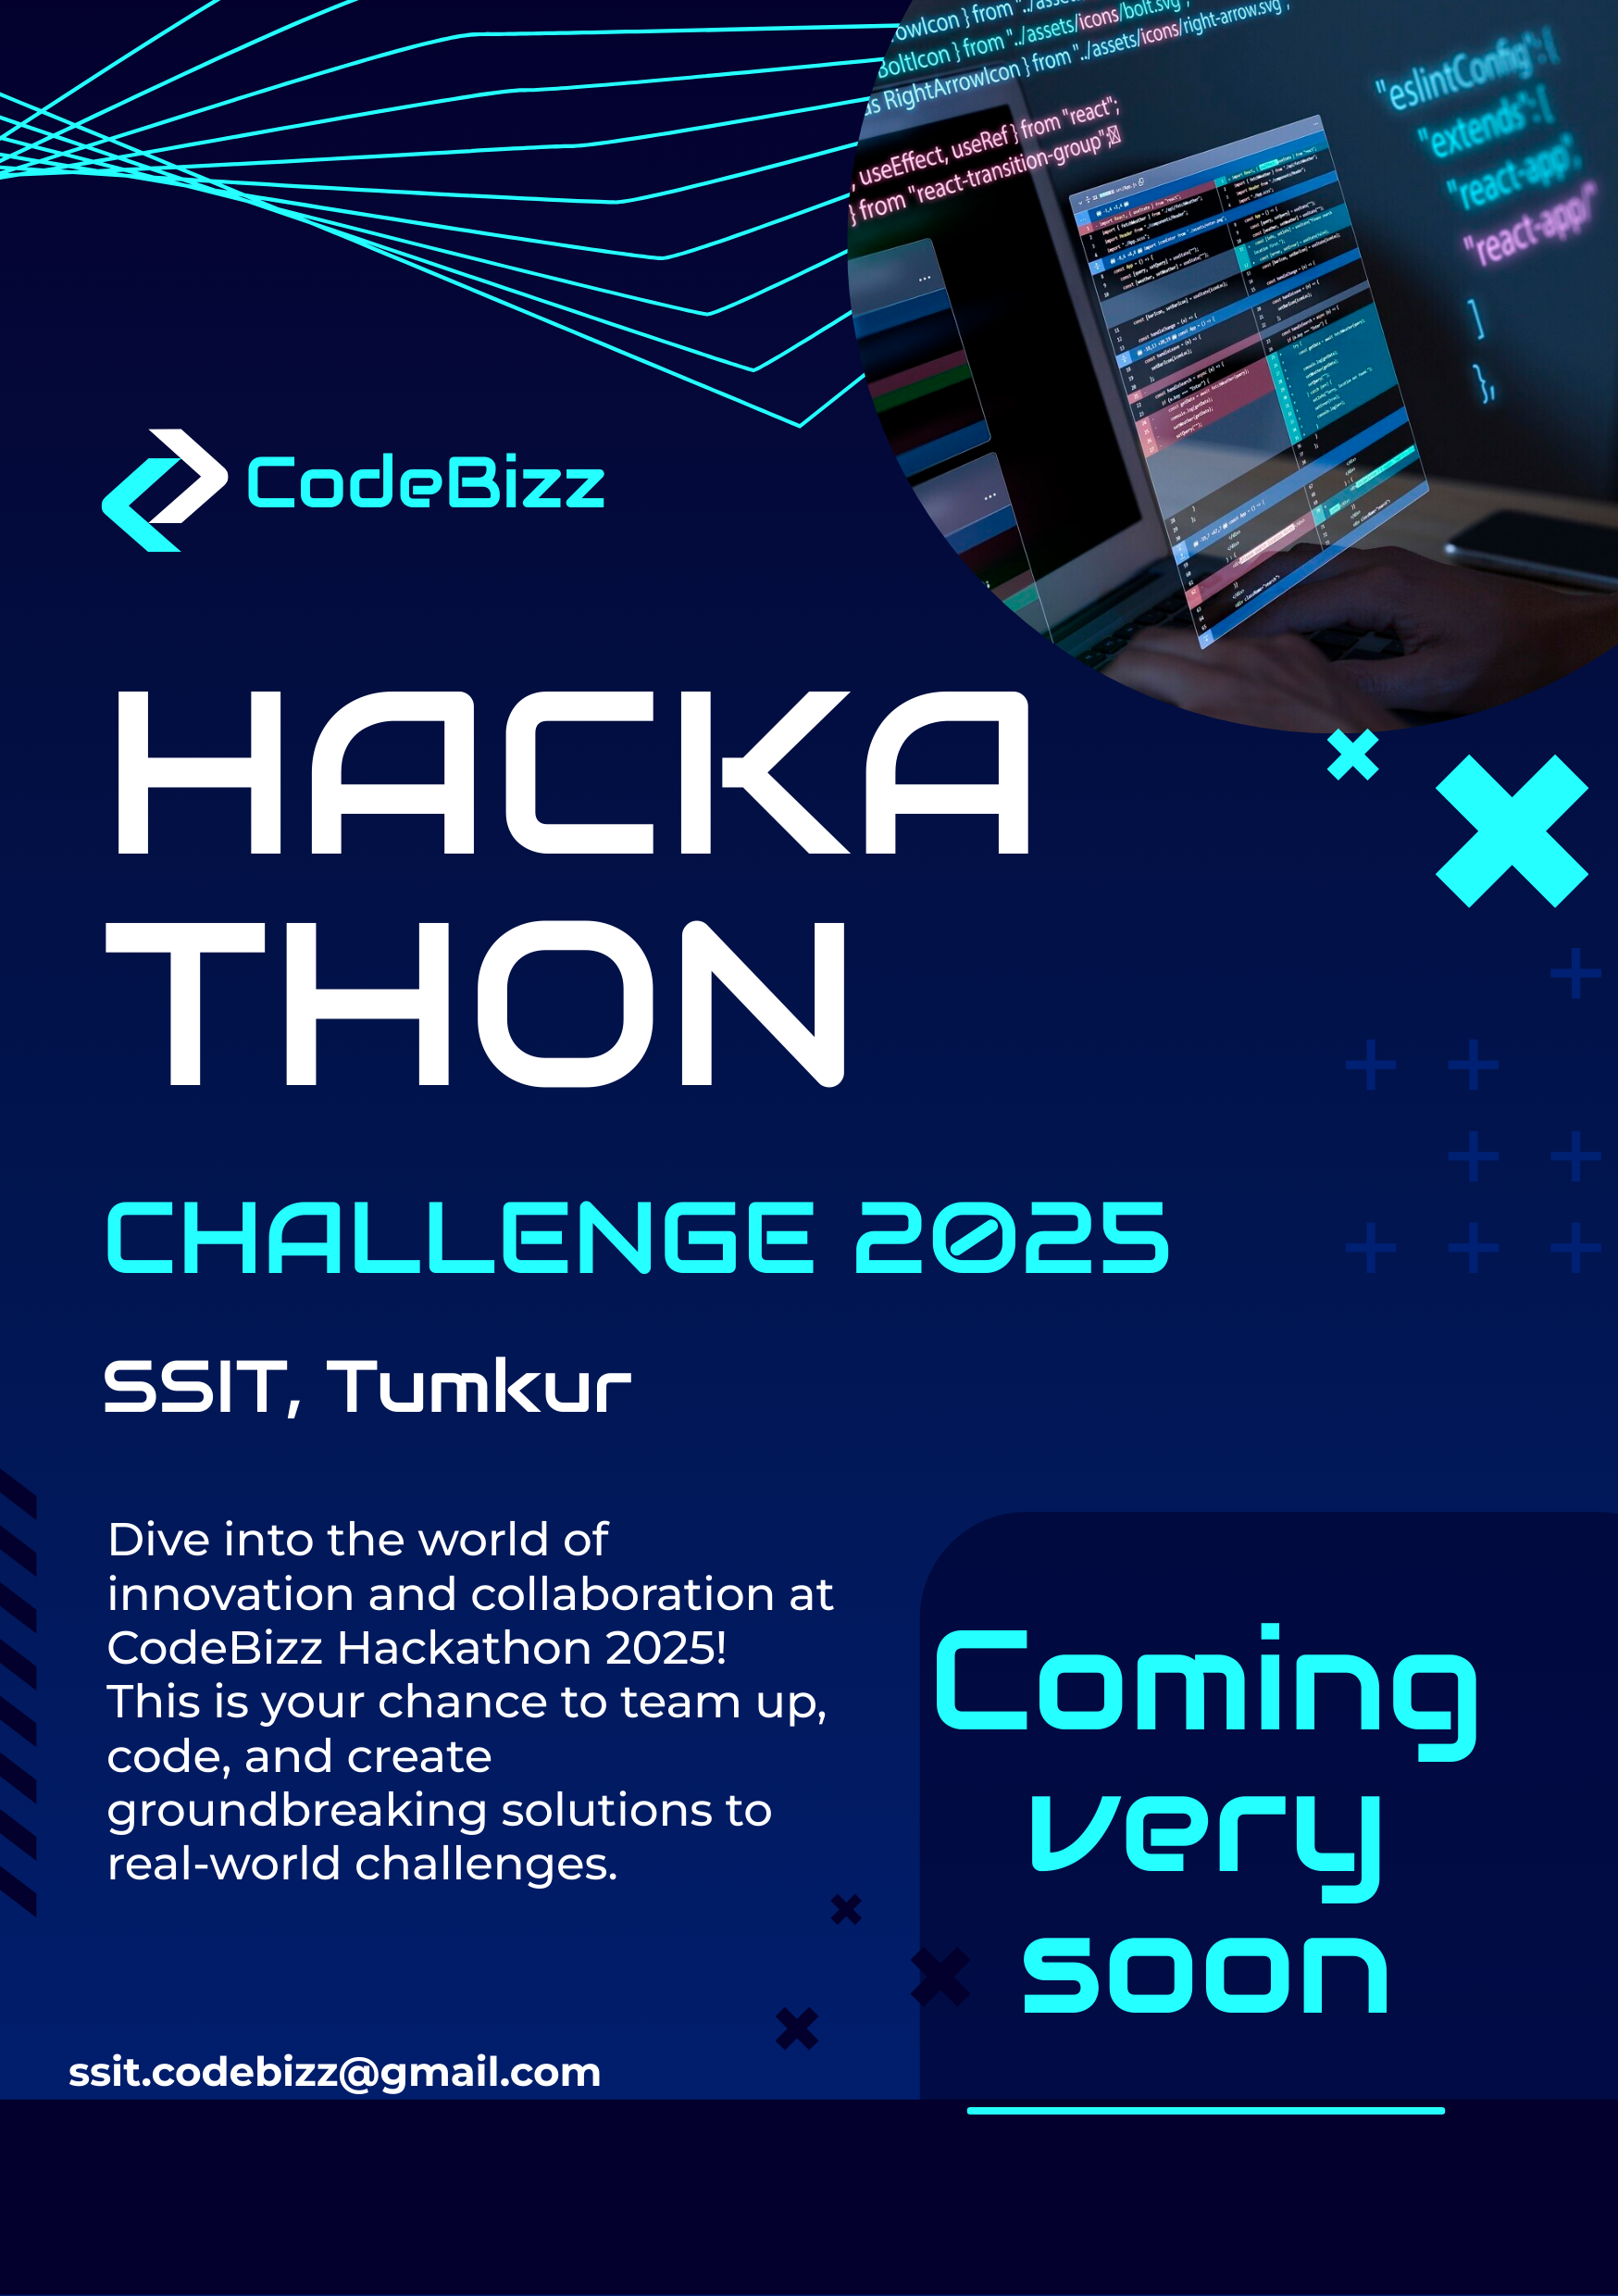 rowIcon } from "../assets
BoltIcon } from "../assets/icons/bolt.svg";
as RightArrowIcon } from "../assets/icons/right-arrow.svg";
, useEffect, useRef } from "react";
} from "react-transition-group";
"eslintConfig": {
"extends": [
"react-app",
"react-app/
]
},
CodeBizz
HACKA
THON
CHALLENGE 2025
SSIT, Tumkur
Dive into the world of
innovation and collaboration at
CodeBizz Hackathon 2025!
This is your chance to team up,
code, and create
groundbreaking solutions to
real-world challenges.
Coming
very
soon
ssit.codebizz@gmail.com